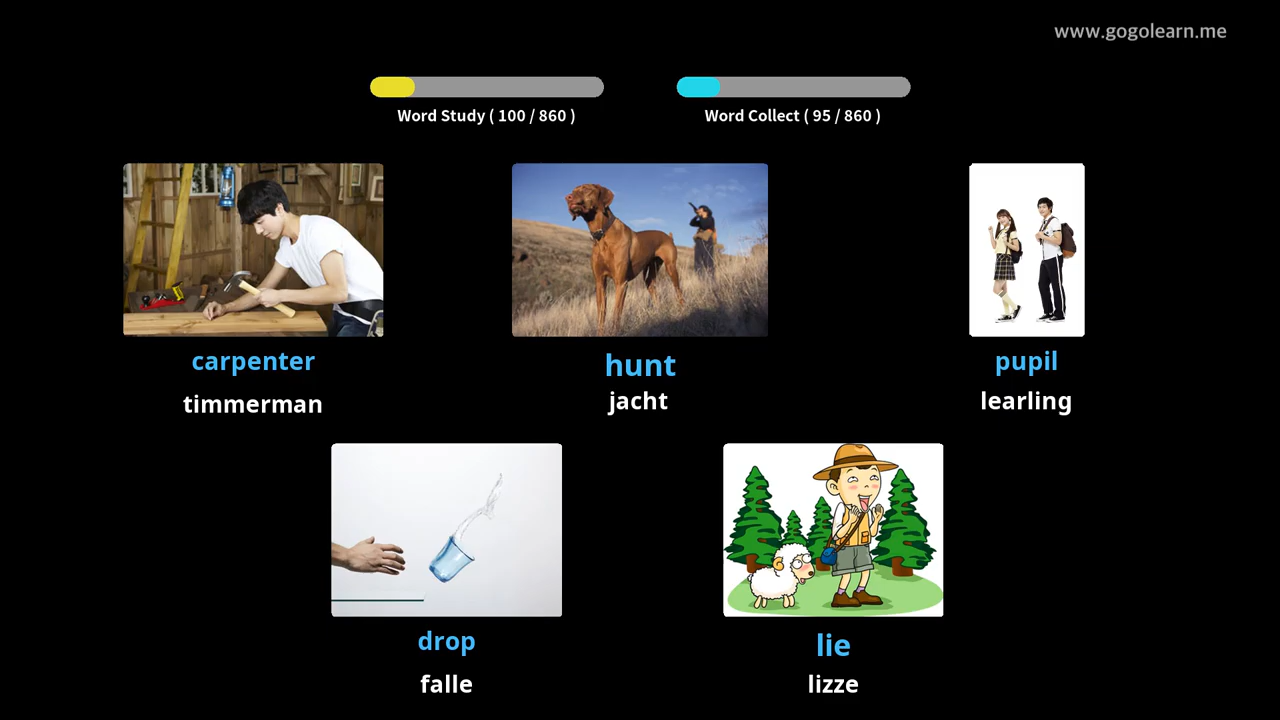 www.gogolearn.me
Word Study ( 100 / 860 )
Word Collect ( 95 / 860 )
carpenter
timmerman
hunt
jacht
pupil
learling
drop
falle
lie
lizze